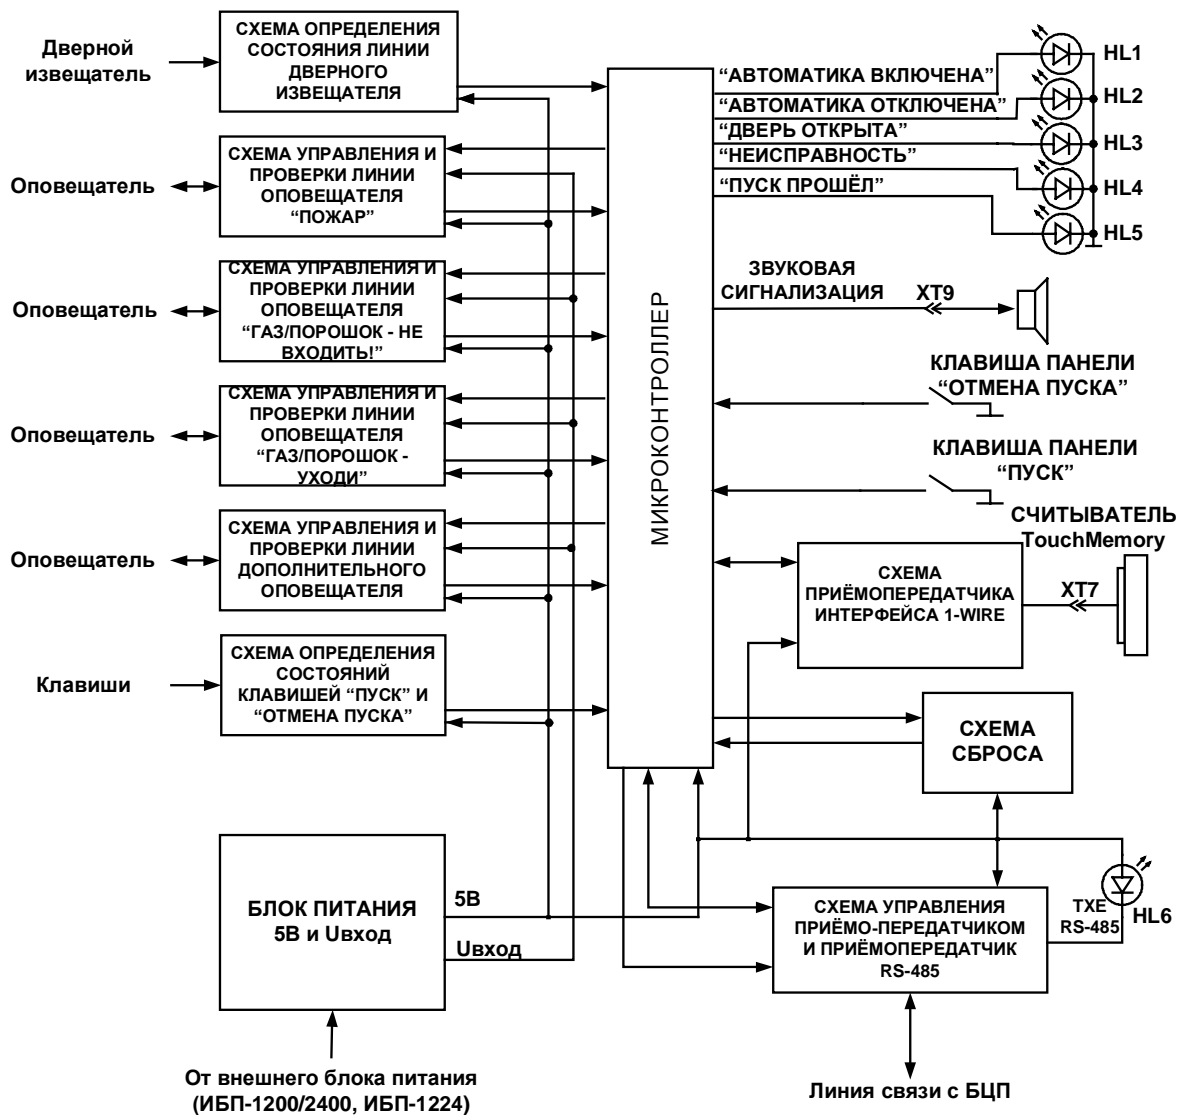 Дверной
извещатель
СХЕМА ОПРЕДЕЛЕНИЯ
СОСТОЯНИЯ ЛИНИИ
ДВЕРНОГО
ИЗВЕЩАТЕЛЯ
Оповещатель
СХЕМА УПРАВЛЕНИЯ И
ПРОВЕРКИ ЛИНИИ
ОПОВЕЩАТЕЛЯ
“ПОЖАР”
Оповещатель
СХЕМА УПРАВЛЕНИЯ И
ПРОВЕРКИ ЛИНИИ
ОПОВЕЩАТЕЛЯ
“ГАЗ/ПОРОШОК - НЕ
ВХОДИТЬ!”
Оповещатель
СХЕМА УПРАВЛЕНИЯ И
ПРОВЕРКИ ЛИНИИ
ОПОВЕЩАТЕЛЯ
“ГАЗ/ПОРОШОК -
УХОДИ”
Оповещатель
СХЕМА УПРАВЛЕНИЯ И
ПРОВЕРКИ ЛИНИИ
ДОПОЛНИТЕЛЬНОГО
ОПОВЕЩАТЕЛЯ
Клавиши
СХЕМА ОПРЕДЕЛЕНИЯ
СОСТОЯНИЙ
КЛАВИШЕЙ “ПУСК” И
“ОТМЕНА ПУСКА”
БЛОК ПИТАНИЯ
5В и Uвход
5В
Uвход
От внешнего блока питания
(ИБП-1200/2400, ИБП-1224)
МИКРОКОНТРОЛЛЕР
“АВТОМАТИКА ВКЛЮЧЕНА”
HL1
“АВТОМАТИКА ОТКЛЮЧЕНА”
HL2
“ДВЕРЬ ОТКРЫТА”
HL3
“НЕИСПРАВНОСТЬ”
HL4
“ПУСК ПРОШЁЛ”
HL5
ЗВУКОВАЯ
СИГНАЛИЗАЦИЯ
XT9
КЛАВИША ПАНЕЛИ
“ОТМЕНА ПУСКА”
КЛАВИША ПАНЕЛИ
“ПУСК”
СЧИТЫВАТЕЛЬ
TouchMemory
СХЕМА
ПРИЁМОПЕРЕДАТЧИКА
ИНТЕРФЕЙСА 1-WIRE
XT7
СХЕМА
СБРОСА
СХЕМА УПРАВЛЕНИЯ
ПРИЁМО-ПЕРЕДАТЧИКОМ
И ПРИЁМОПЕРЕДАТЧИК
RS-485
TXE
RS-485
HL6
Линия связи с БЦП